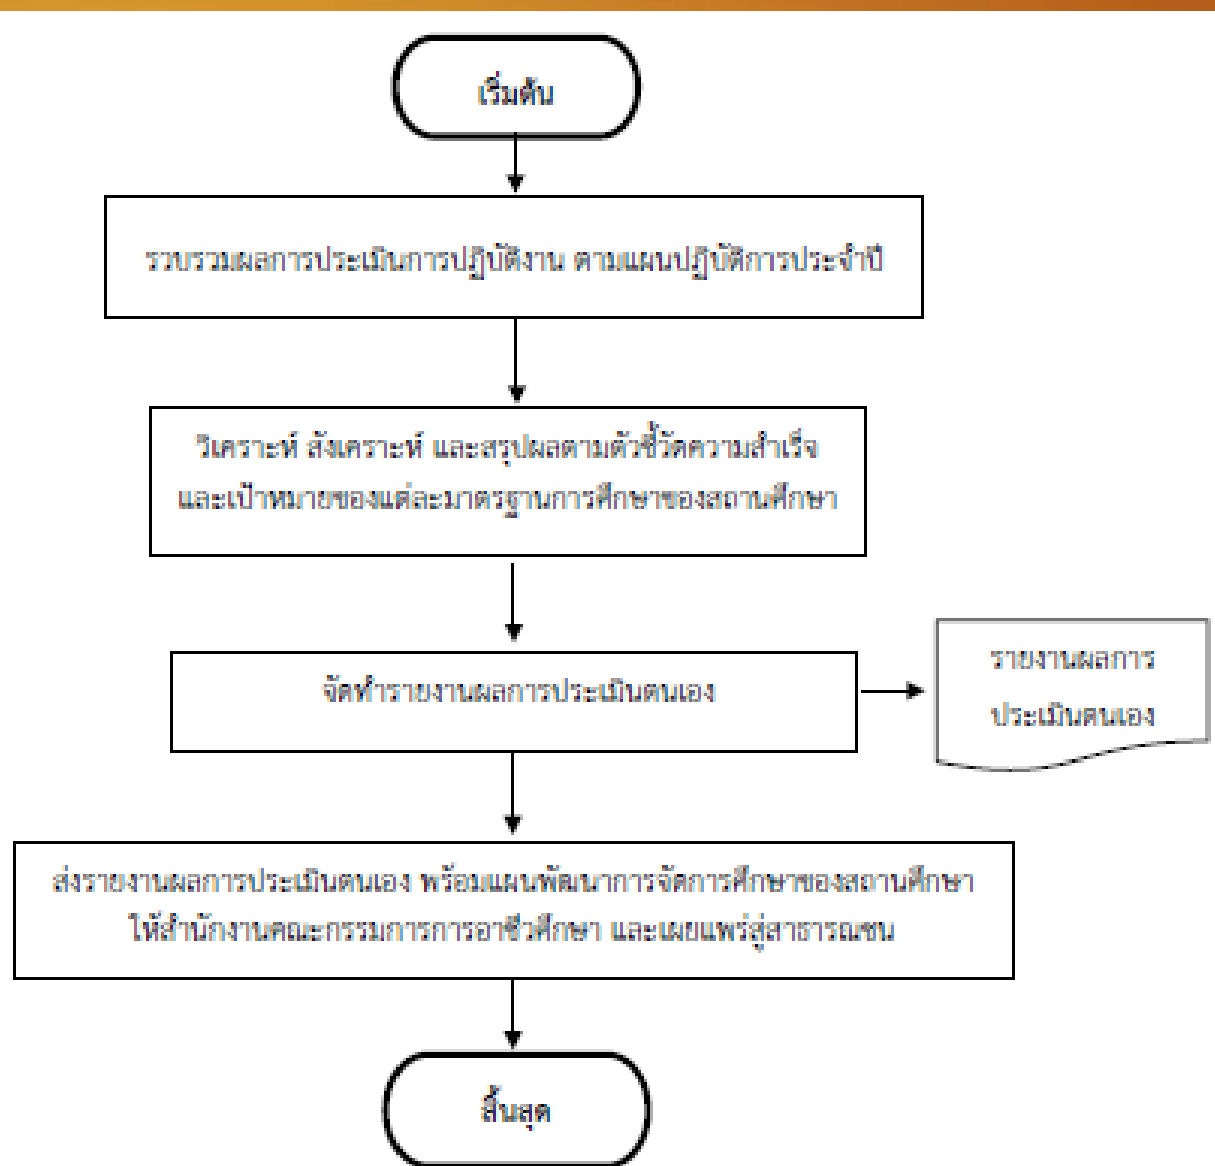 เริ่มต้น
รวบรวมผลการประเมินการปฏิบัติงาน ตามแผนปฏิบัติการประจำปี
วิเคราะห์ สังเคราะห์ และสรุปผลตามตัวชี้วัดความสำเร็จ
และเป้าหมายของแต่ละมาตรฐานการศึกษาของสถานศึกษา
จัดทำรายงานผลการประเมินตนเอง
รายงานผลการ
ประเมินตนเอง
ส่งรายงานผลการประเมินตนเอง พร้อมแผนพัฒนาการจัดการศึกษาของสถานศึกษา
ให้สำนักงานคณะกรรมการการอาชีวศึกษา และเผยแพร่สู่สาธารณชน
สิ้นสุด